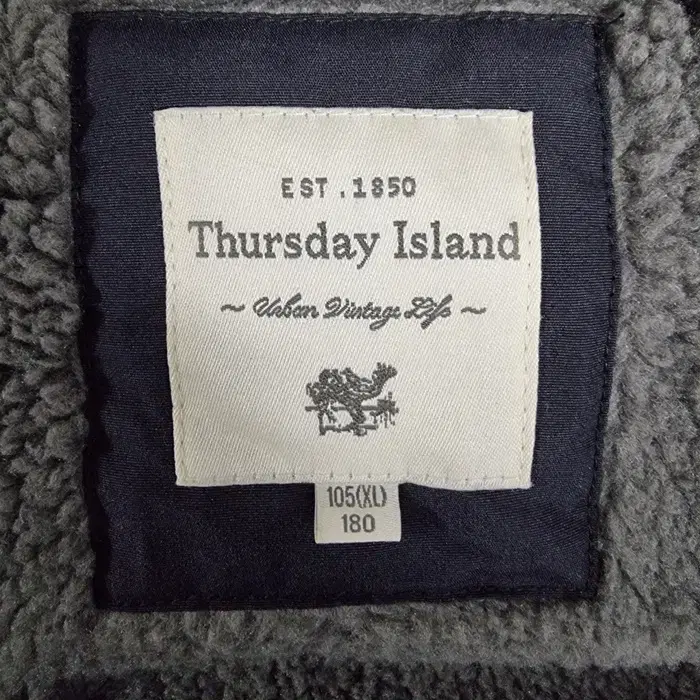 EST.1850
Thursday Island
~ Urban Vintage Life ~
105(XL)
180